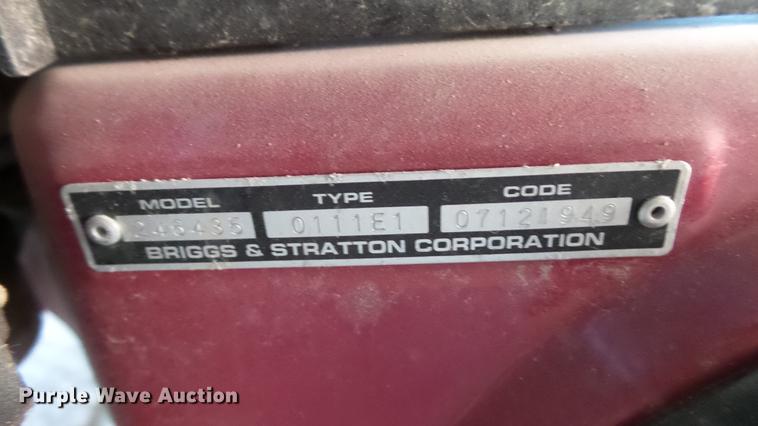 MODEL TYPE CODE
246435 0111E1 07121949
BRIGGS & STRATTON CORPORATION
Purple Wave Auction